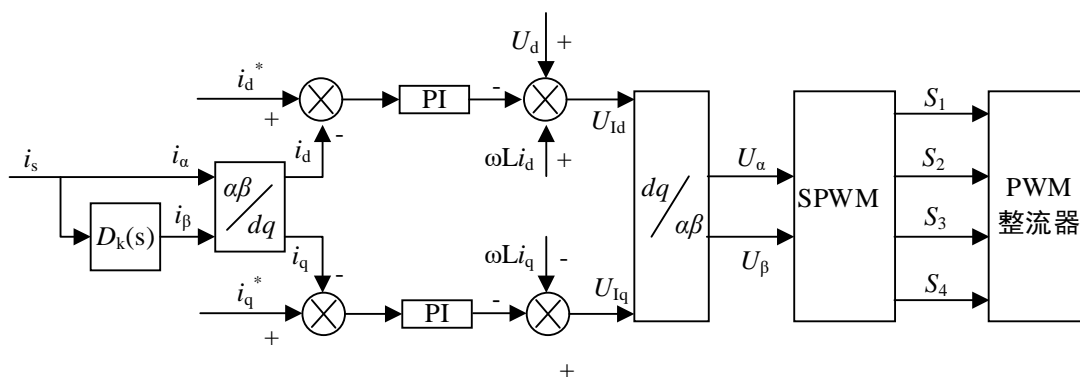 U_d +
i_d^* PI - S_1
+ - U_Id
i_s i_α i_d ωLi_d + U_α S_2
αβ/dq dq/αβ SPWM PWM
整流器
D_k(s) i_β i_q - ωLi_q - U_β S_3
i_q^* PI - U_Iq S_4
+
+